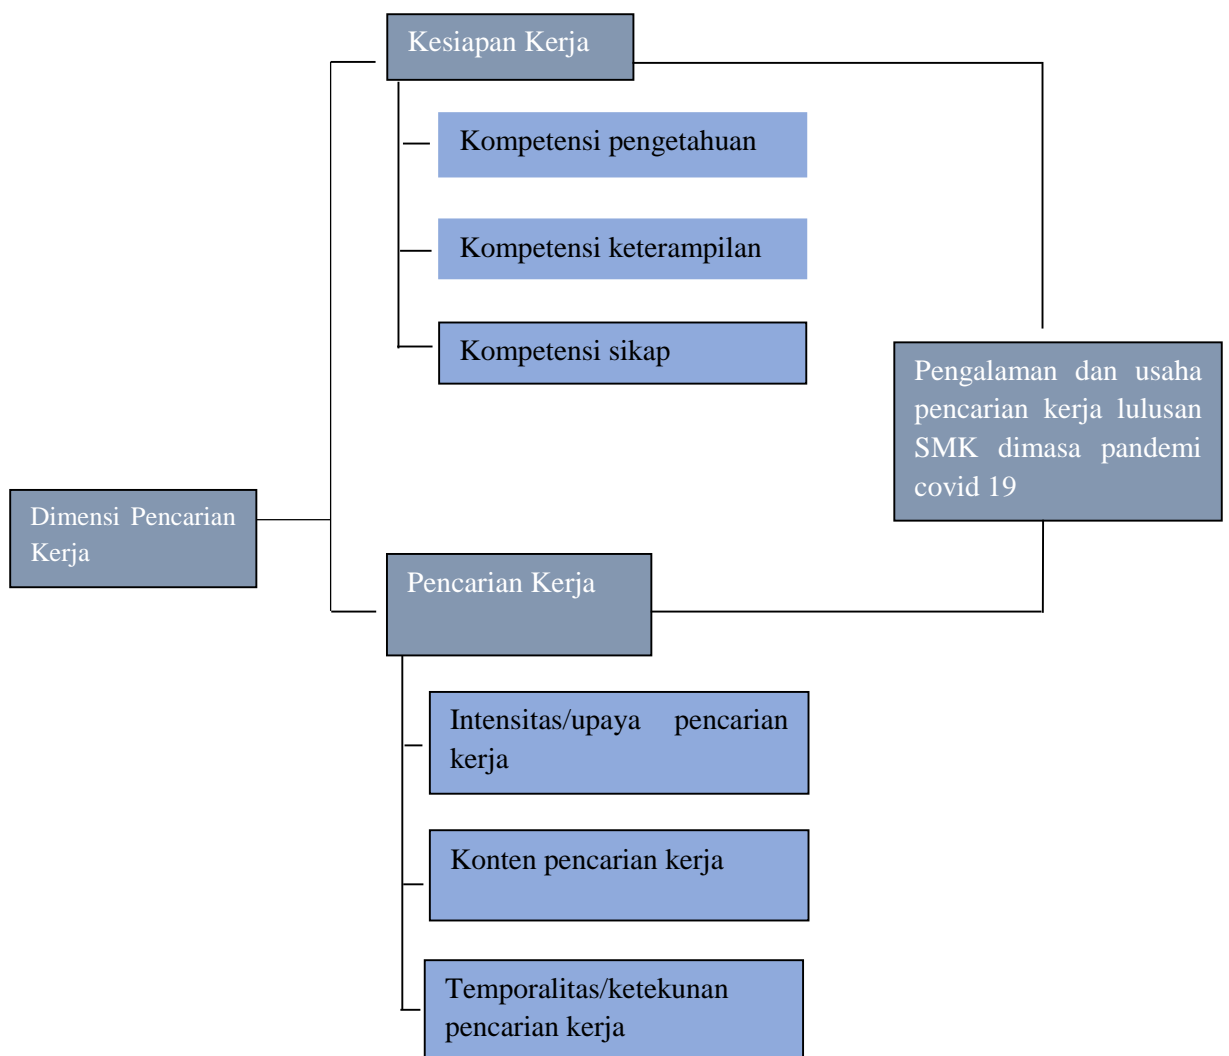 Kesiapan Kerja
Kompetensi pengetahuan
Kompetensi keterampilan
Kompetensi sikap
Pengalaman dan usaha
pencarian kerja lulusan
SMK dimasa pandemi
covid 19
Dimensi Pencarian
Kerja
Pencarian Kerja
Intensitas/upaya pencarian
kerja
Konten pencarian kerja
Temporalitas/ketekunan
pencarian kerja